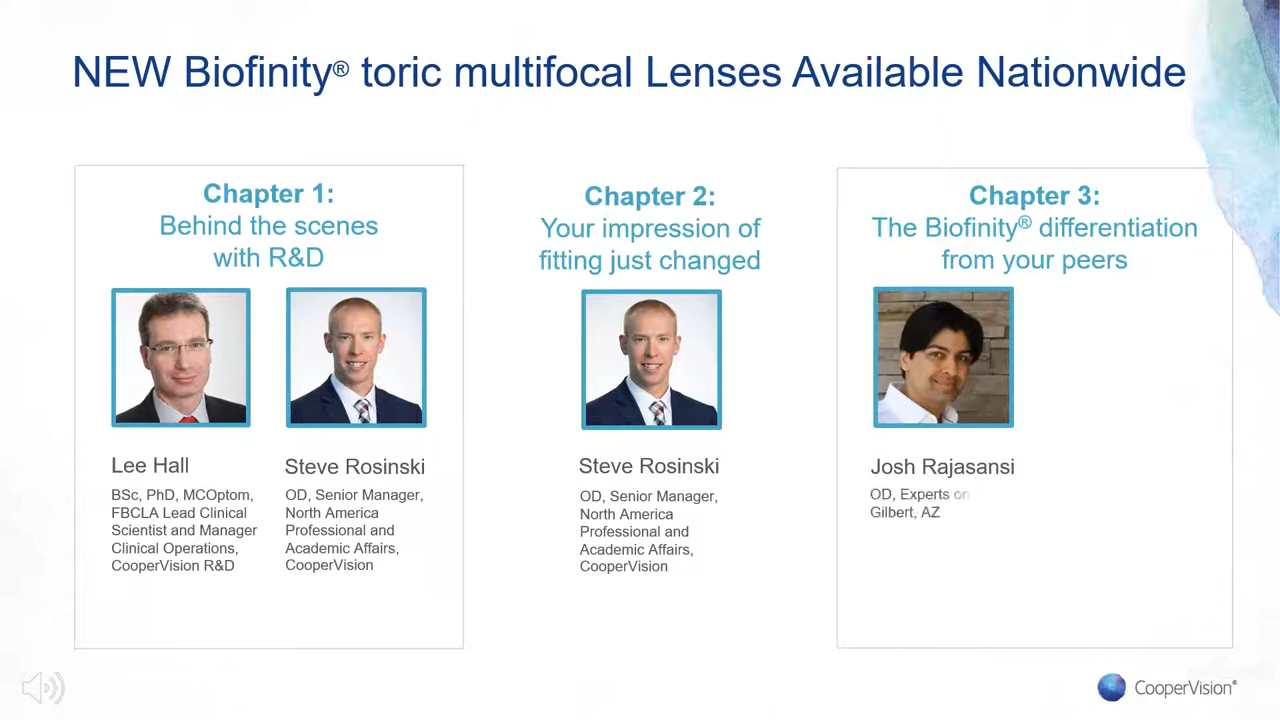 NEW Biofinity® toric multifocal Lenses Available Nationwide
Chapter 1:
Behind the scenes
with R&D
Lee Hall
BSc, PhD, MCOptom,
FBCLA Lead Clinical
Scientist and Manager
Clinical Operations,
CooperVision R&D
Steve Rosinski
OD, Senior Manager,
North America
Professional and
Academic Affairs,
CooperVision
Chapter 2:
Your impression of
fitting just changed
Steve Rosinski
OD, Senior Manager,
North America
Professional and
Academic Affairs,
CooperVision
Chapter 3:
The Biofinity® differentiation
from your peers
Josh Rajasansi
OD, Experts on
Gilbert, AZ
CooperVision®